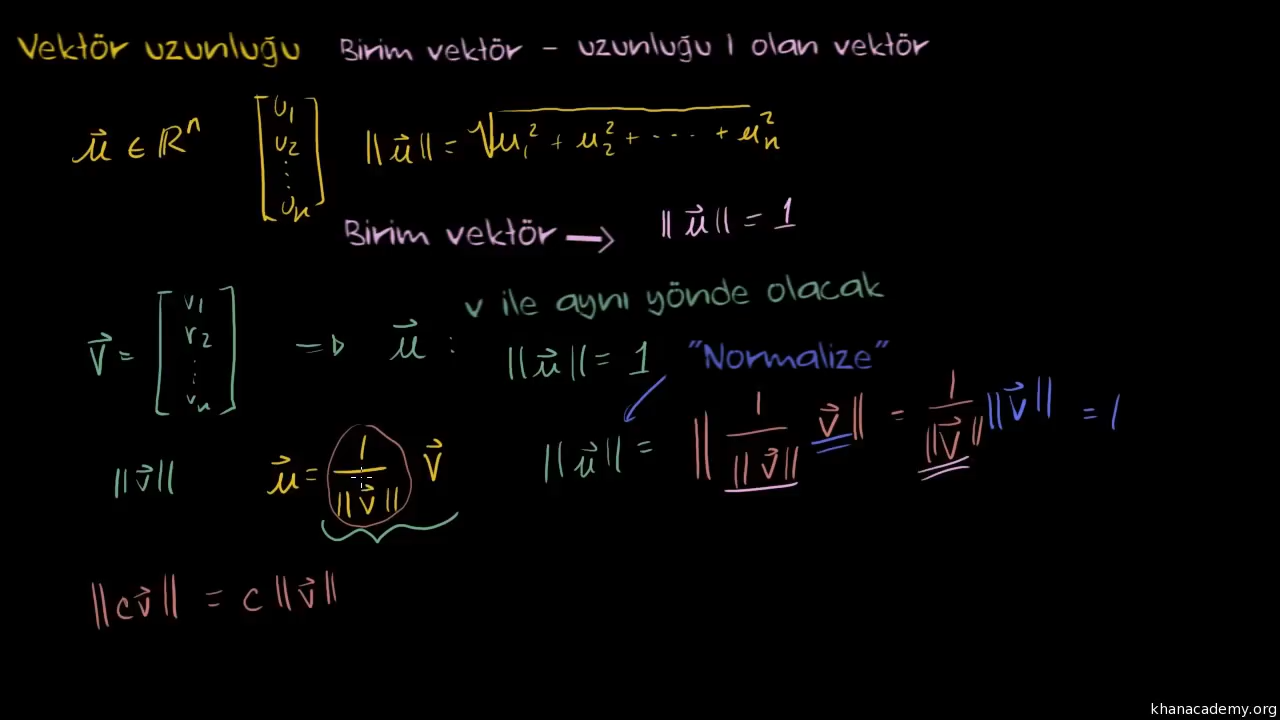 Vektör uzunluğu Birim vektör - uzunluğu 1 olan vektör
u⃗ ∈ ℝⁿ [u₁ u₂ ⋮ uₙ] ||u⃗|| = √(u₁² + u₂² + ···· + uₙ²)
Birim vektör → ||u⃗|| = 1
v ile aynı yönde olacak
v⃗ = [v₁ v₂ ⋮ vₙ] ⇒ u⃗ : ||u⃗|| = 1 "Normalize"
||v⃗|| u⃗ = 1/||v⃗|| v⃗ ||u⃗|| = || 1/||v⃗|| v⃗ || = 1/||v⃗|| ||v⃗|| = 1
||cv⃗|| = c ||v⃗||
khanacademy.org